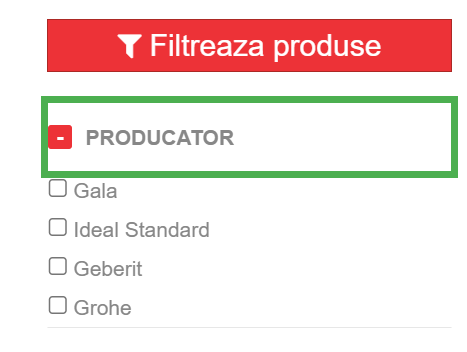 Filtreaza produse
- PRODUCATOR
Gala
Ideal Standard
Geberit
Grohe